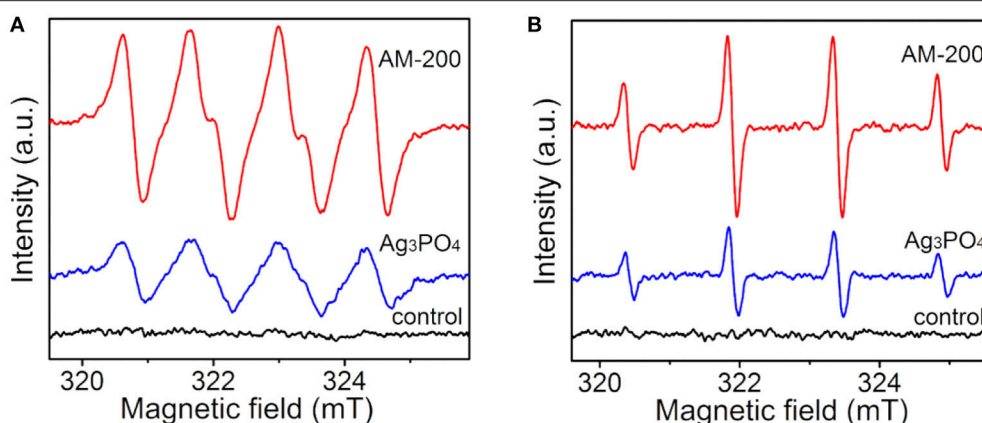 A
AM-200
Ag₃PO₄
control
Intensity (a.u.)
320
322
324
Magnetic field (mT)
B
AM-200
Ag₃PO₄
control
Intensity (a.u.)
320
322
324
Magnetic field (mT)